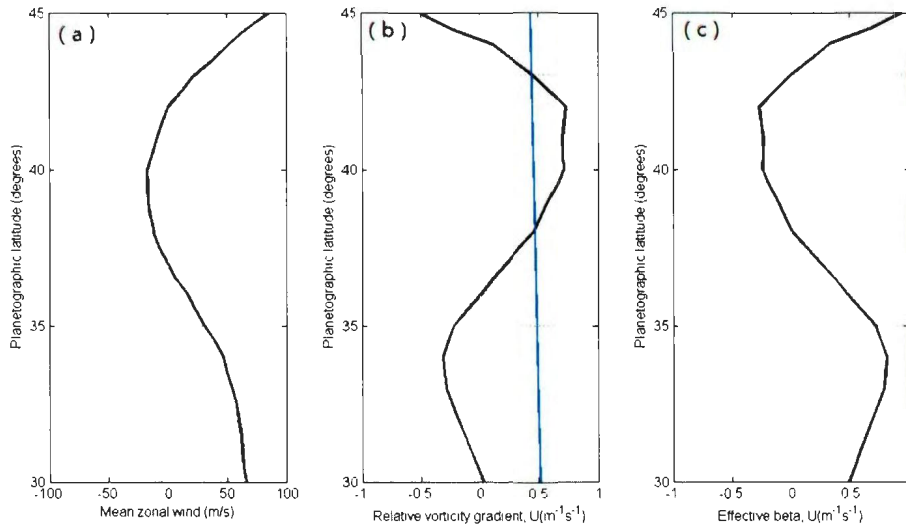 (a)
Planetographic latitude (degrees)
45
40
35
30
-100
-50
0
50
100
Mean zonal wind (m/s)
(b)
Planetographic latitude (degrees)
45
40
35
30
-1
-0.5
0
0.5
1
Relative vorticity gradient, U(m⁻¹s⁻¹)
(c)
Planetographic latitude (degrees)
45
40
35
30
-1
-0.5
0
0.5
Effective beta, U(m⁻¹s⁻¹)